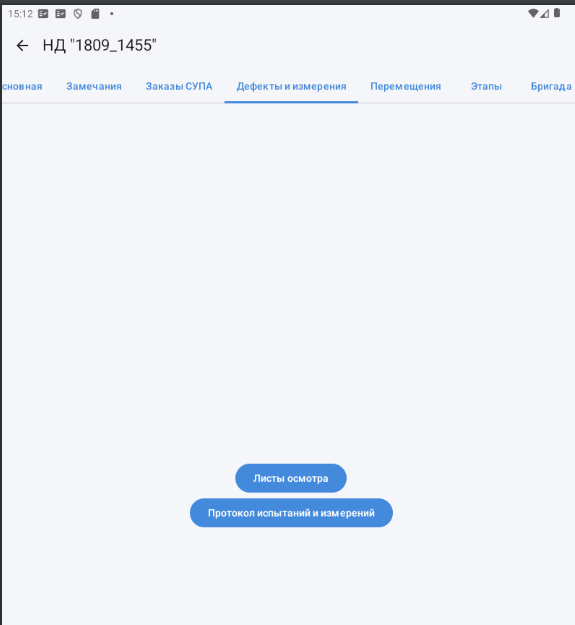 15:12
НД "1809_1455"
сновная Замечания Заказы СУПА Дефекты и измерения Перемещения Этапы Бригада
Листы осмотра
Протокол испытаний и измерений